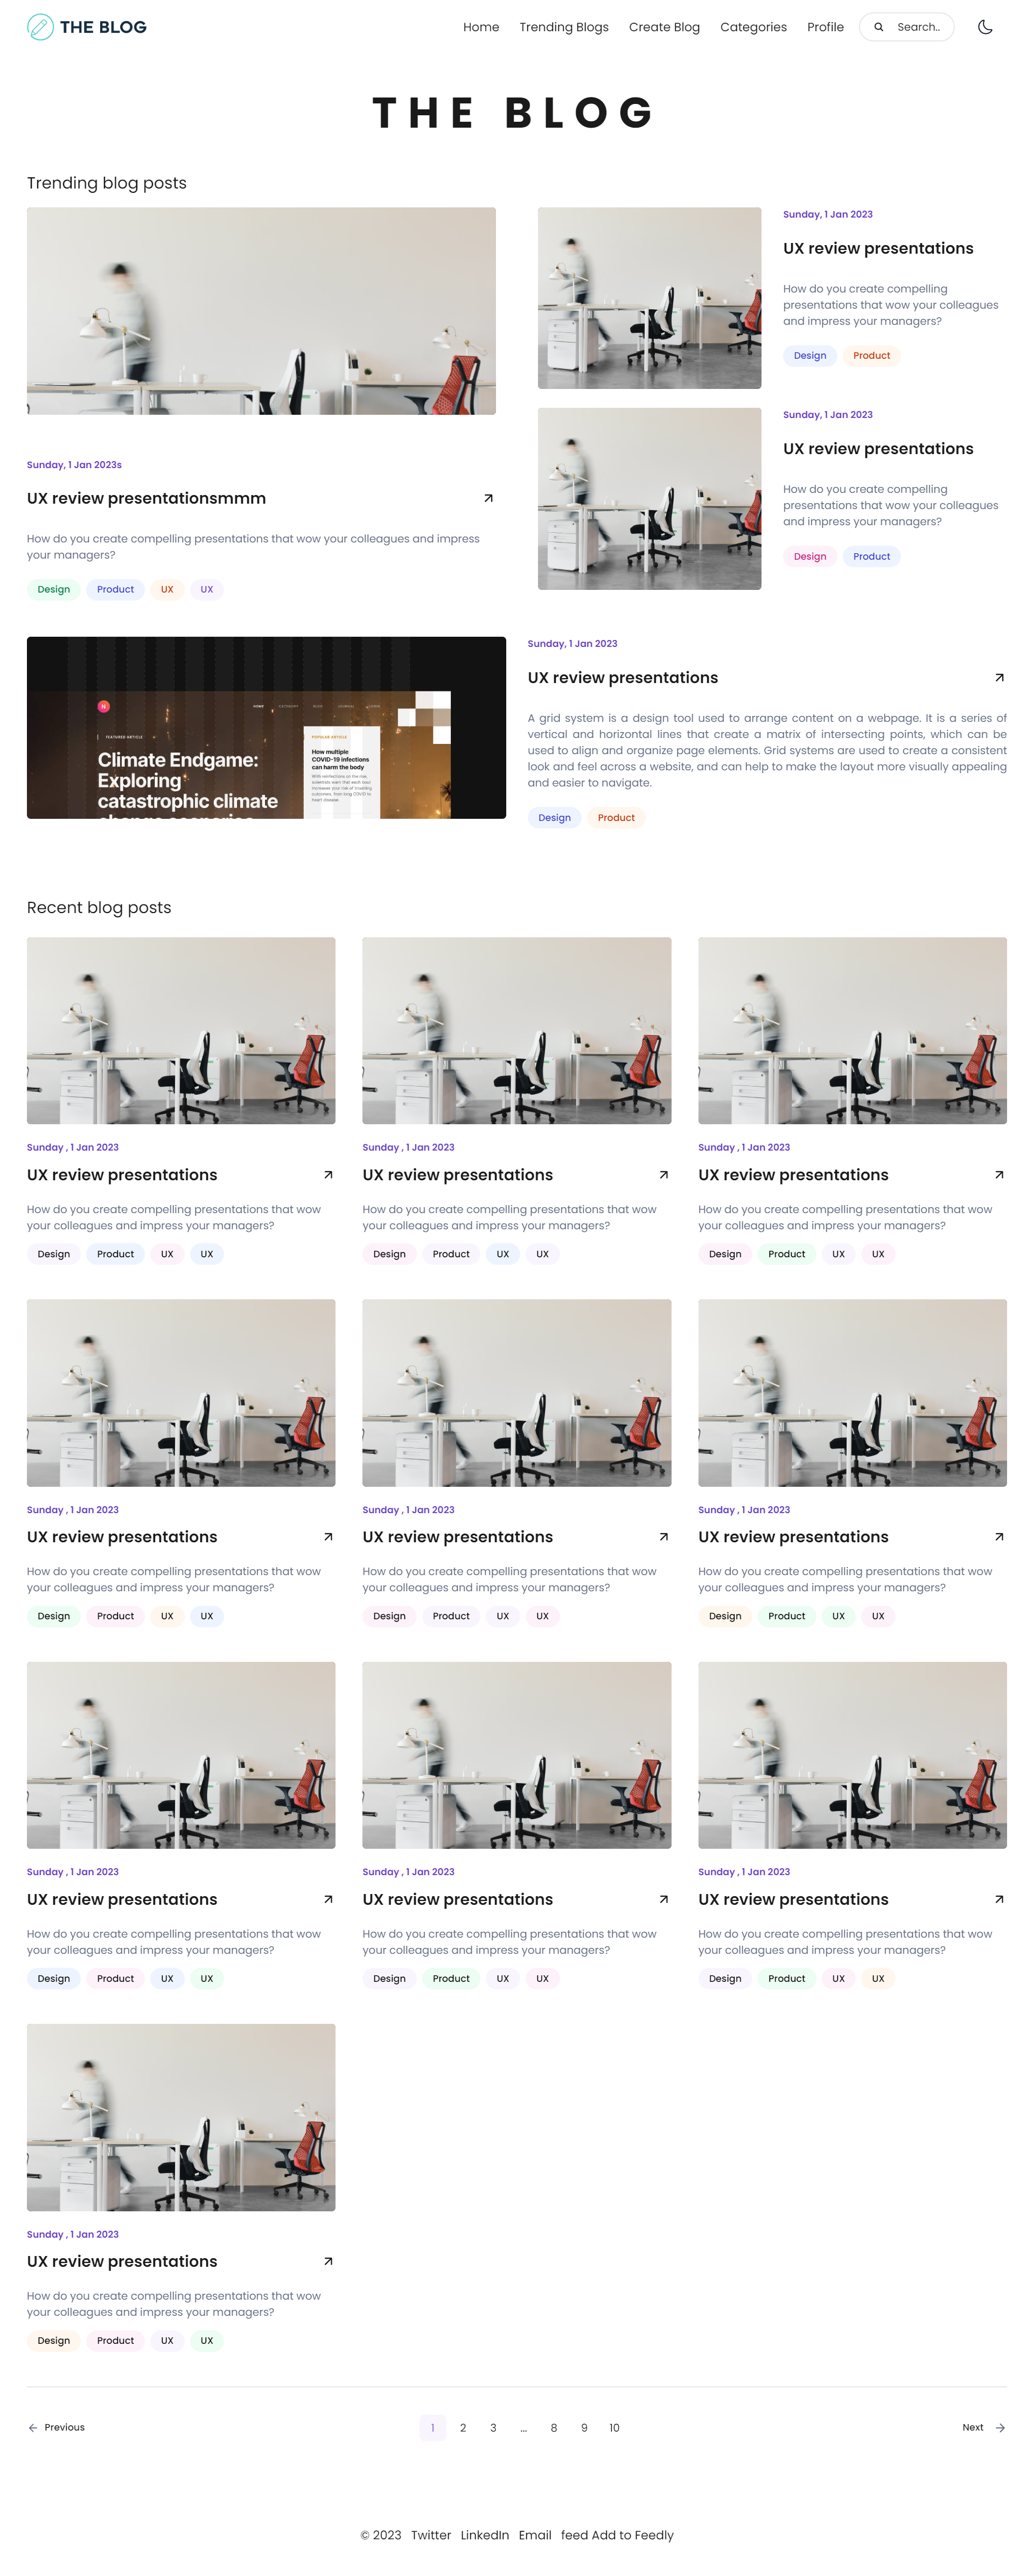 THE BLOG
Home
Trending Blogs
Create Blog
Categories
Profile
Search..
THE BLOG
Trending blog posts
Sunday, 1 Jan 2023s
UX review presentationsmmm
How do you create compelling presentations that wow your colleagues and impress
your managers?
Design
Product
UX
UX
Sunday, 1 Jan 2023
UX review presentations
How do you create compelling
presentations that wow your colleagues
and impress your managers?
Design
Product
Sunday, 1 Jan 2023
UX review presentations
How do you create compelling
presentations that wow your colleagues
and impress your managers?
Design
Product
N
HOME
CATEGORY
BLOG
JOURNAL
FEATURED ARTICLE
Climate Endgame:
Exploring
catastrophic climate
change scenarios
POPULAR ARTICLE
How multiple
COVID-19 infections
can harm the body
Sunday, 1 Jan 2023
UX review presentations
A grid system is a design tool used to arrange content on a webpage. It is a series of
vertical and horizontal lines that create a matrix of intersecting points, which can be
used to align and organize page elements. Grid systems are used to create a consistent
look and feel across a website, and can help to make the layout more visually appealing
and easier to navigate.
Design
Product
Recent blog posts
Sunday , 1 Jan 2023
UX review presentations
How do you create compelling presentations that wow
your colleagues and impress your managers?
Design
Product
UX
UX
Sunday , 1 Jan 2023
UX review presentations
How do you create compelling presentations that wow
your colleagues and impress your managers?
Design
Product
UX
UX
Sunday , 1 Jan 2023
UX review presentations
How do you create compelling presentations that wow
your colleagues and impress your managers?
Design
Product
UX
UX
Sunday , 1 Jan 2023
UX review presentations
How do you create compelling presentations that wow
your colleagues and impress your managers?
Design
Product
UX
UX
Sunday , 1 Jan 2023
UX review presentations
How do you create compelling presentations that wow
your colleagues and impress your managers?
Design
Product
UX
UX
Sunday , 1 Jan 2023
UX review presentations
How do you create compelling presentations that wow
your colleagues and impress your managers?
Design
Product
UX
UX
Sunday , 1 Jan 2023
UX review presentations
How do you create compelling presentations that wow
your colleagues and impress your managers?
Design
Product
UX
UX
Sunday , 1 Jan 2023
UX review presentations
How do you create compelling presentations that wow
your colleagues and impress your managers?
Design
Product
UX
UX
Sunday , 1 Jan 2023
UX review presentations
How do you create compelling presentations that wow
your colleagues and impress your managers?
Design
Product
UX
UX
Sunday , 1 Jan 2023
UX review presentations
How do you create compelling presentations that wow
your colleagues and impress your managers?
Design
Product
UX
UX
Previous
1
2
3
...
8
9
10
Next
© 2023
Twitter
LinkedIn
Email
feed Add to Feedly